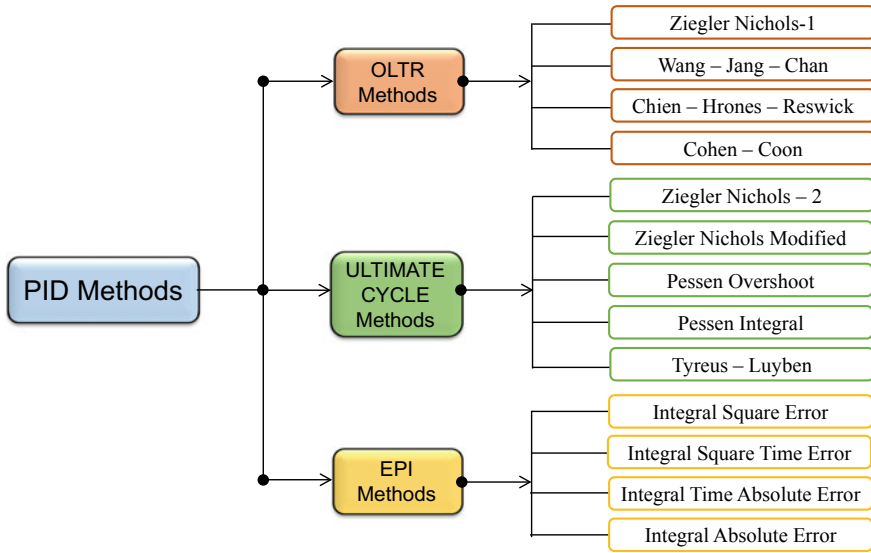 PID Methods
OLTR
Methods
Ziegler Nichols-1
Wang – Jang – Chan
Chien – Hrones – Reswick
Cohen – Coon
ULTIMATE
CYCLE
Methods
Ziegler Nichols – 2
Ziegler Nichols Modified
Pessen Overshoot
Pessen Integral
Tyreus – Luyben
EPI
Methods
Integral Square Error
Integral Square Time Error
Integral Time Absolute Error
Integral Absolute Error